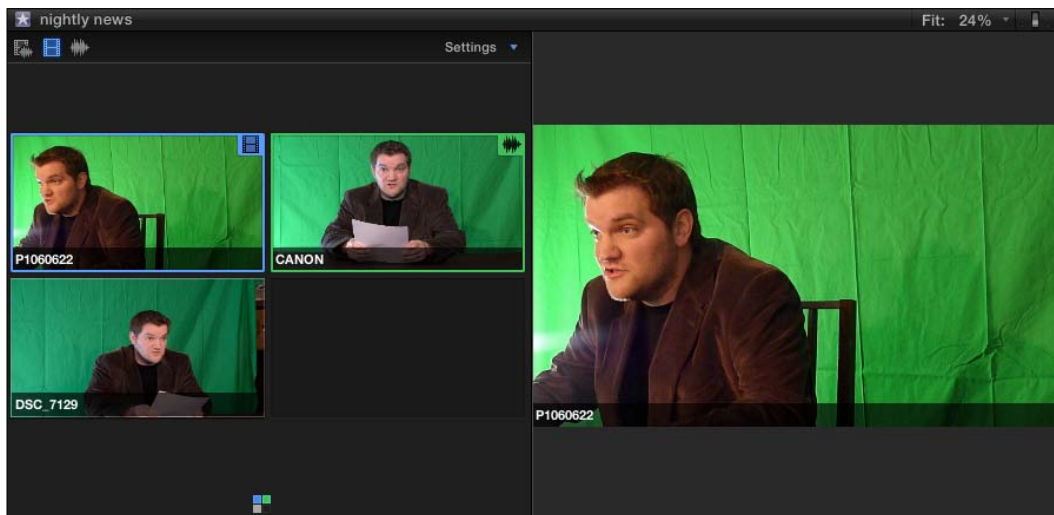 nightly news
Fit: 24%
Settings
P1060622
CANON
DSC_7129
P1060622